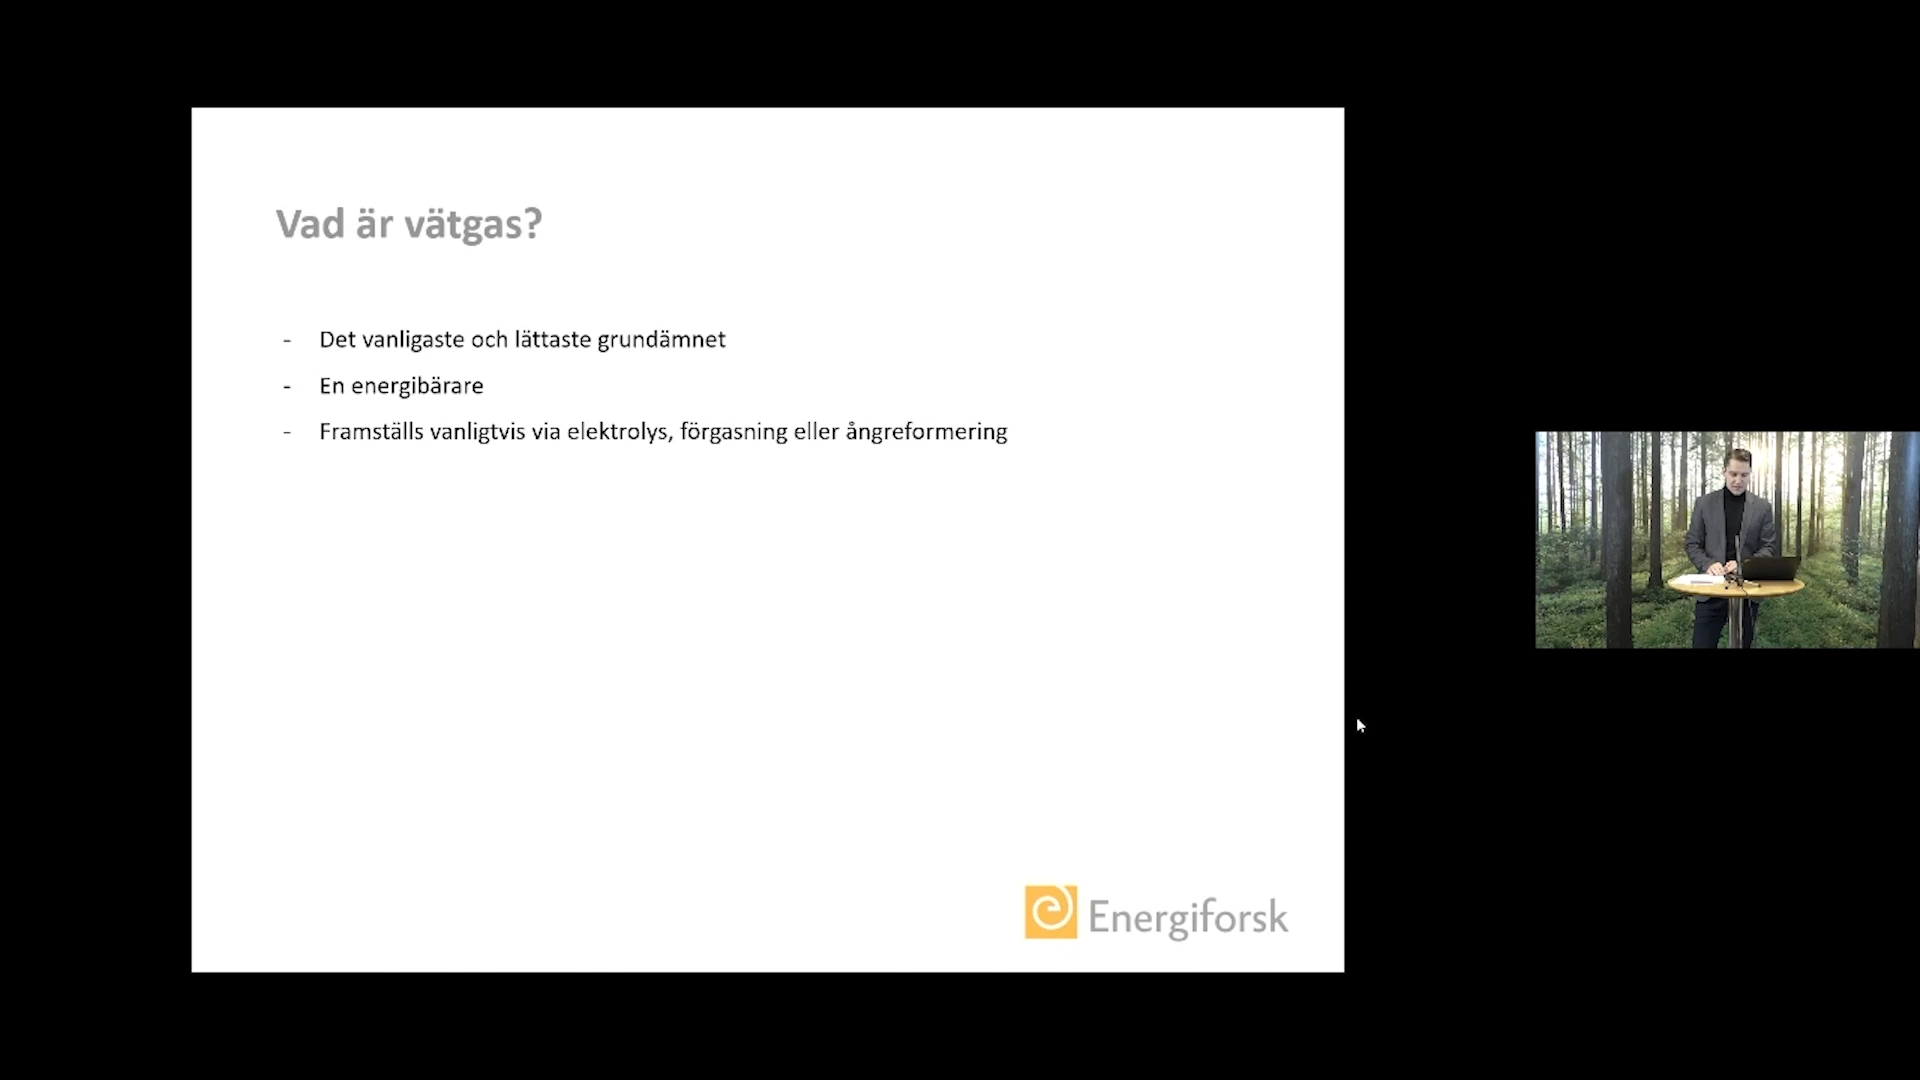 Vad är vätgas?
- Det vanligaste och lättaste grundämnet
- En energibärare
- Framställs vanligtvis via elektrolys, förgasning eller ångreformering
Energiforsk